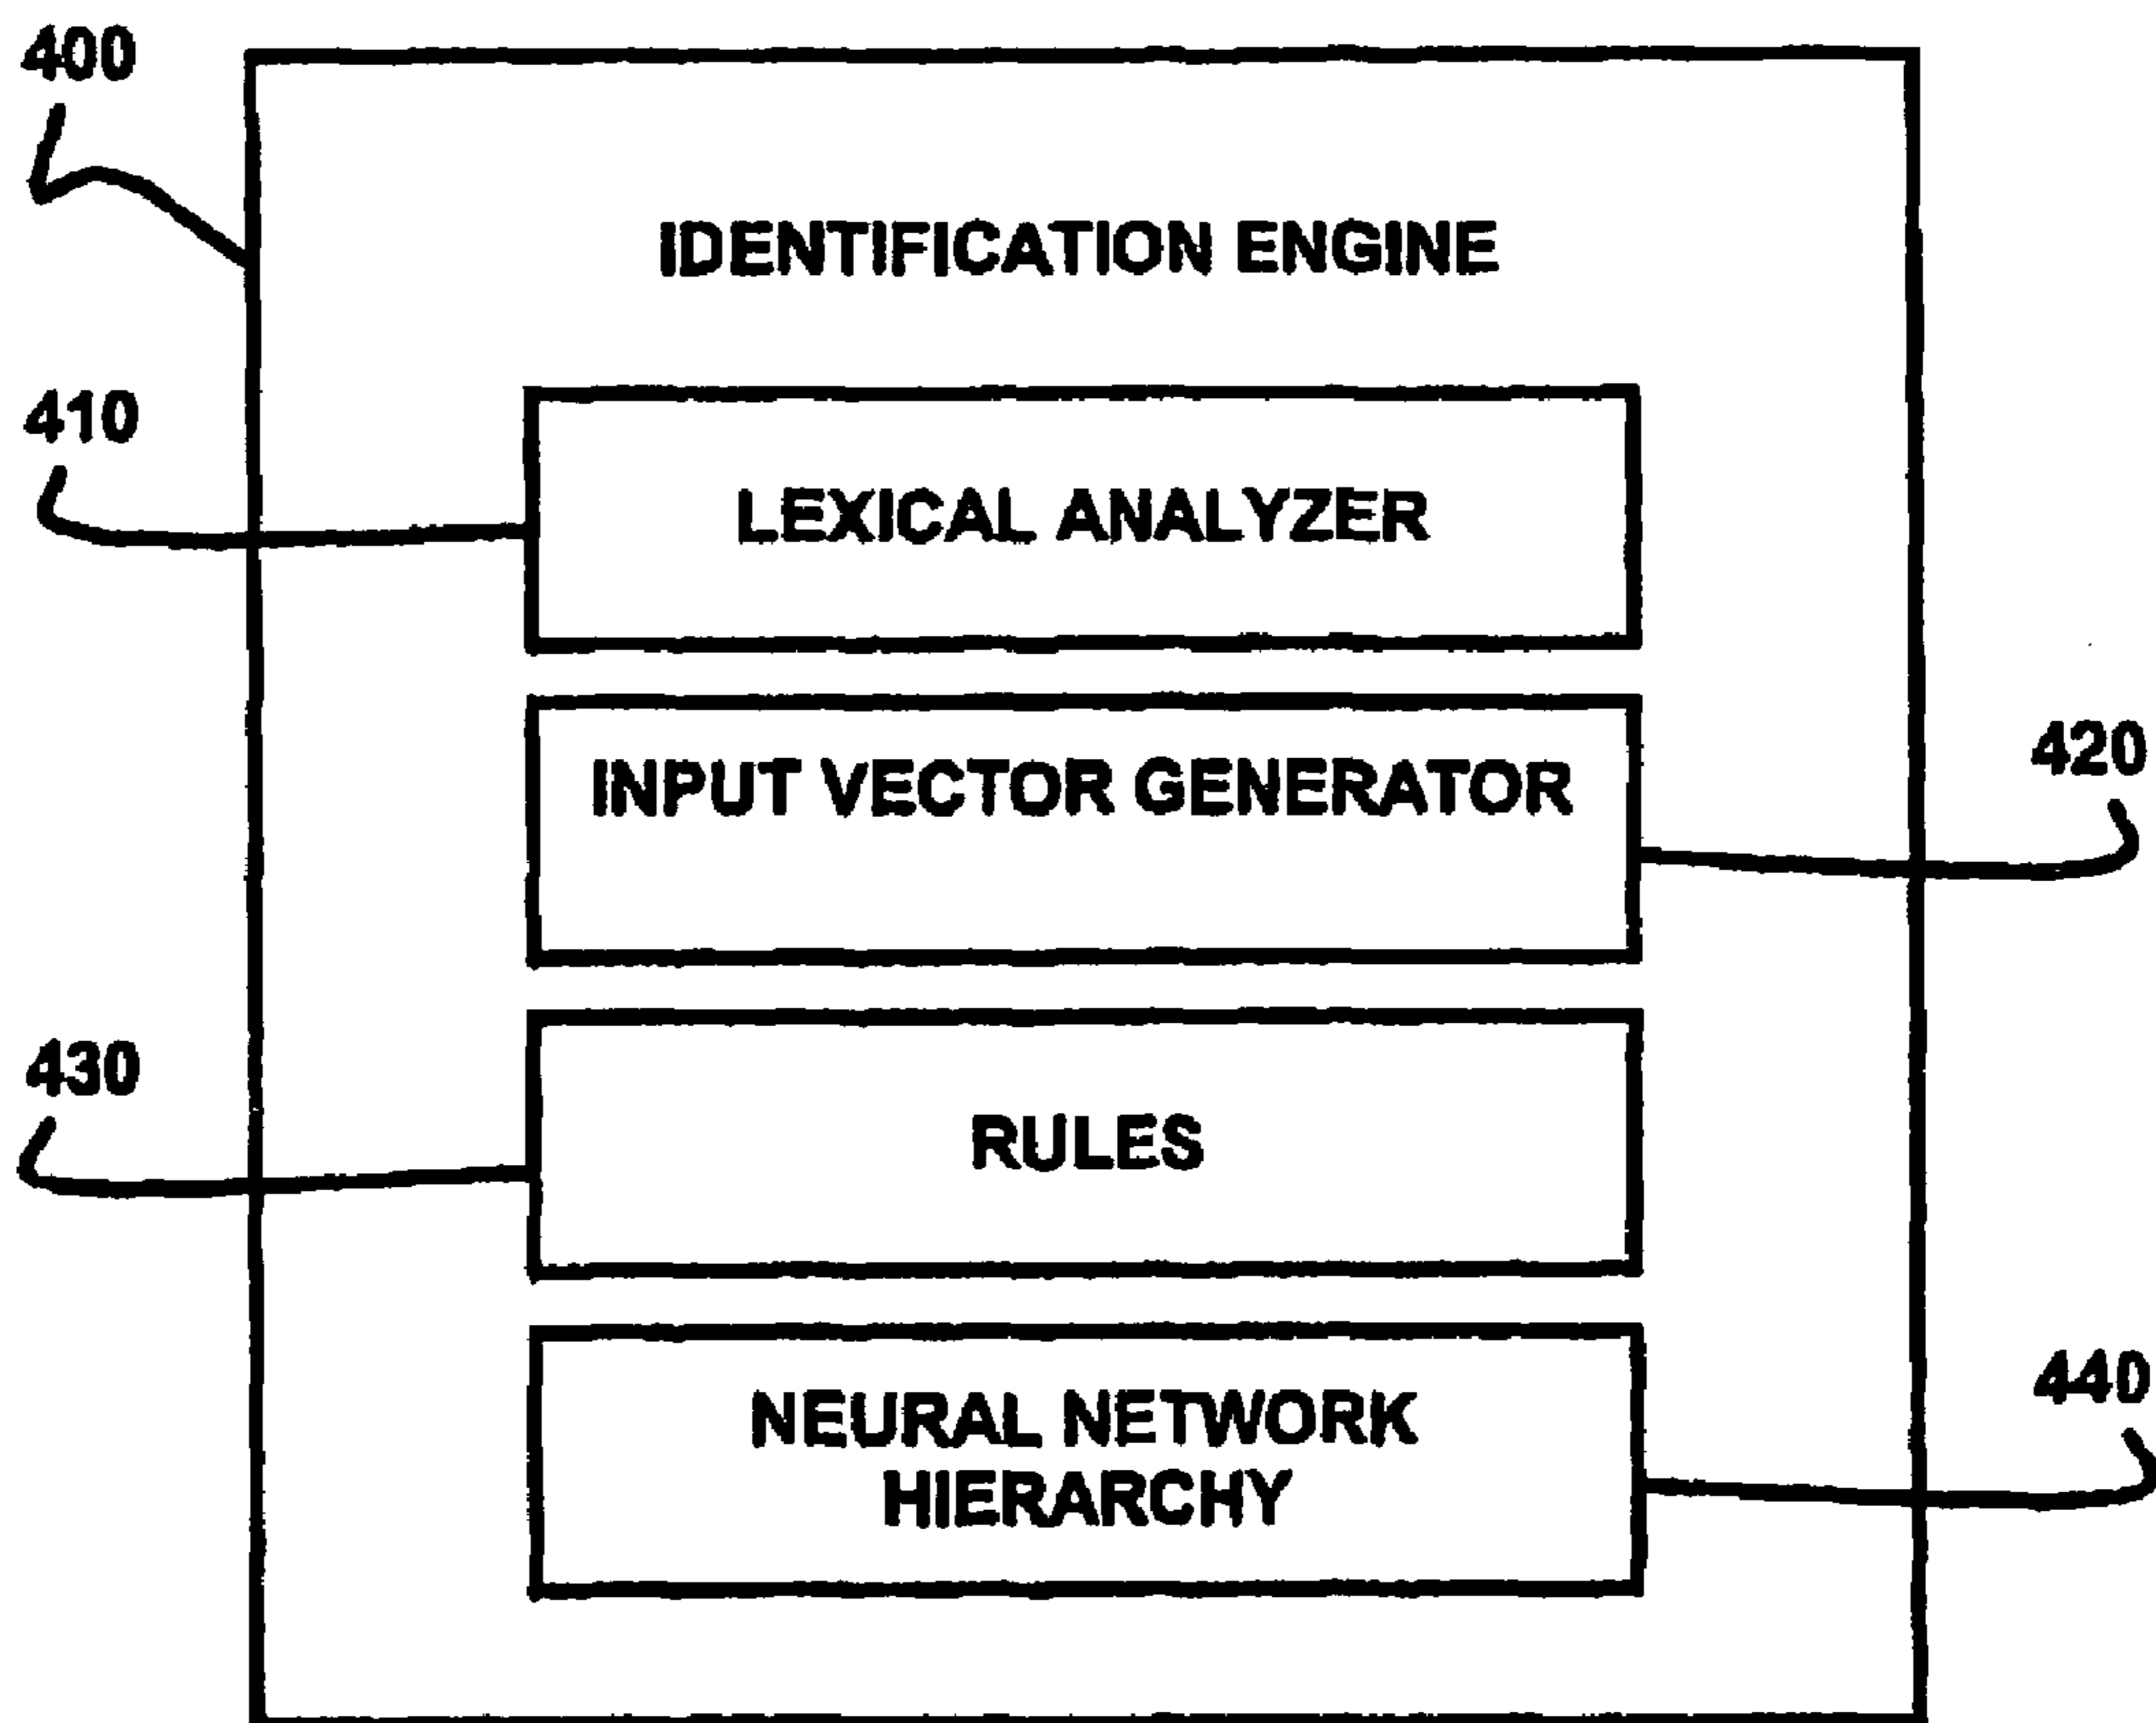 400
IDENTIFICATION ENGINE
410
LEXICAL ANALYZER
INPUT VECTOR GENERATOR
420
430
RULES
440
NEURAL NETWORK
HIERARCHY